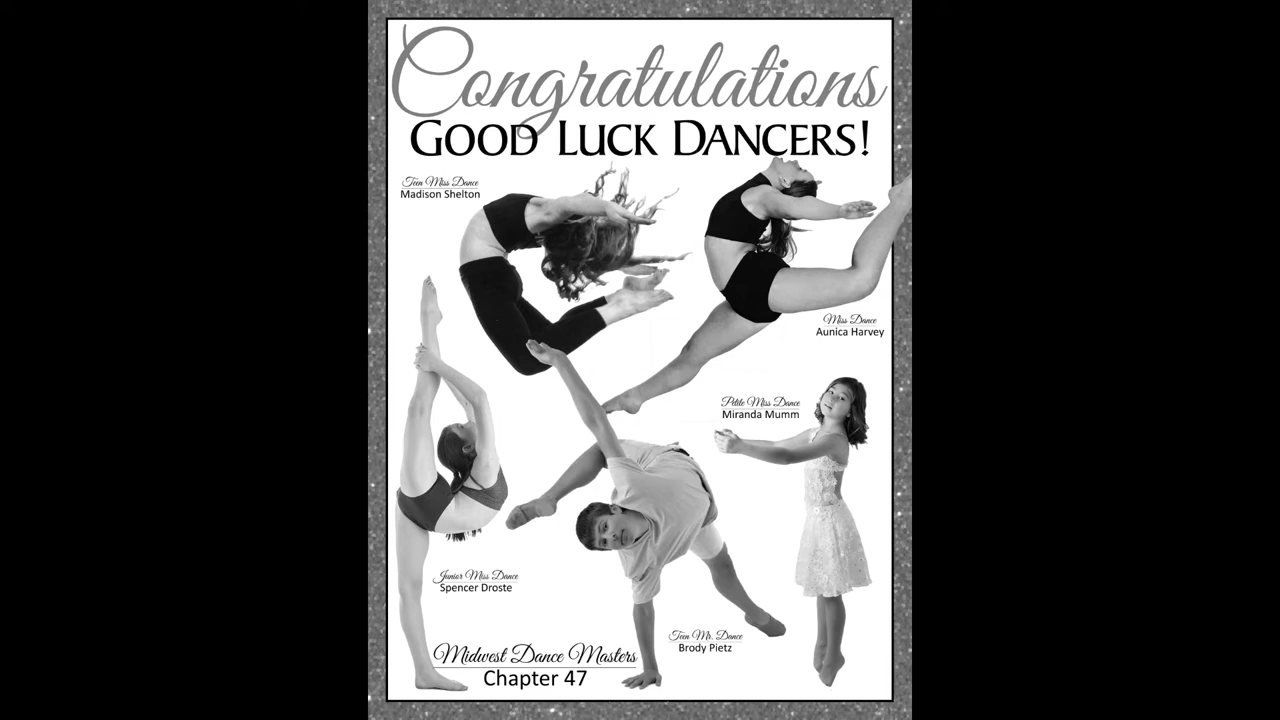 Congratulations
GOOD LUCK DANCERS!
Teen Miss Dance
Madison Shelton
Miss Dance
Aunica Harvey
Petite Miss Dance
Miranda Mumm
Junior Miss Dance
Spencer Droste
Teen Mr. Dance
Brody Pietz
Midwest Dance Masters
Chapter 47